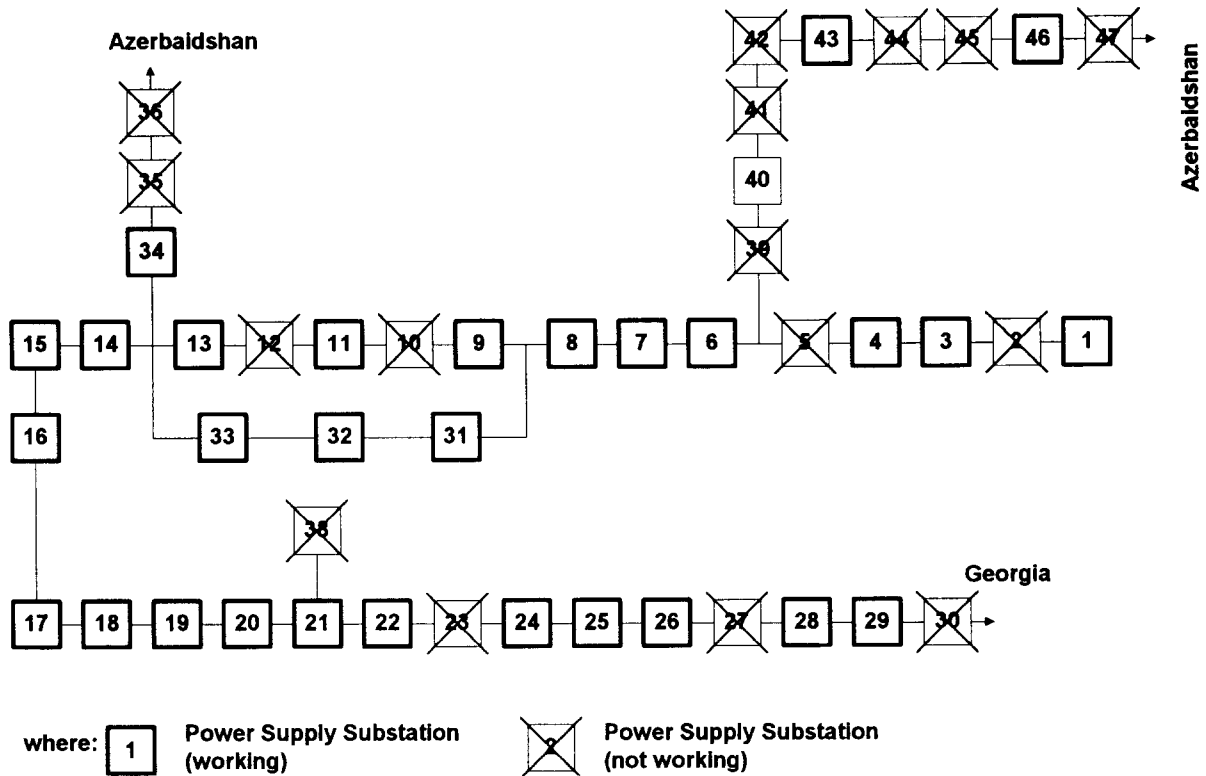 Azerbaidshan
42 43 44 45 46 47
Azerbaidshan
36
41
35
40
34
39
15 14 13 12 11 10 9 8 7 6 5 4 3 2 1
16 33 32 31
38
Georgia
17 18 19 20 21 22 23 24 25 26 27 28 29 30
where: 1 Power Supply Substation
(working)
2 Power Supply Substation
(not working)